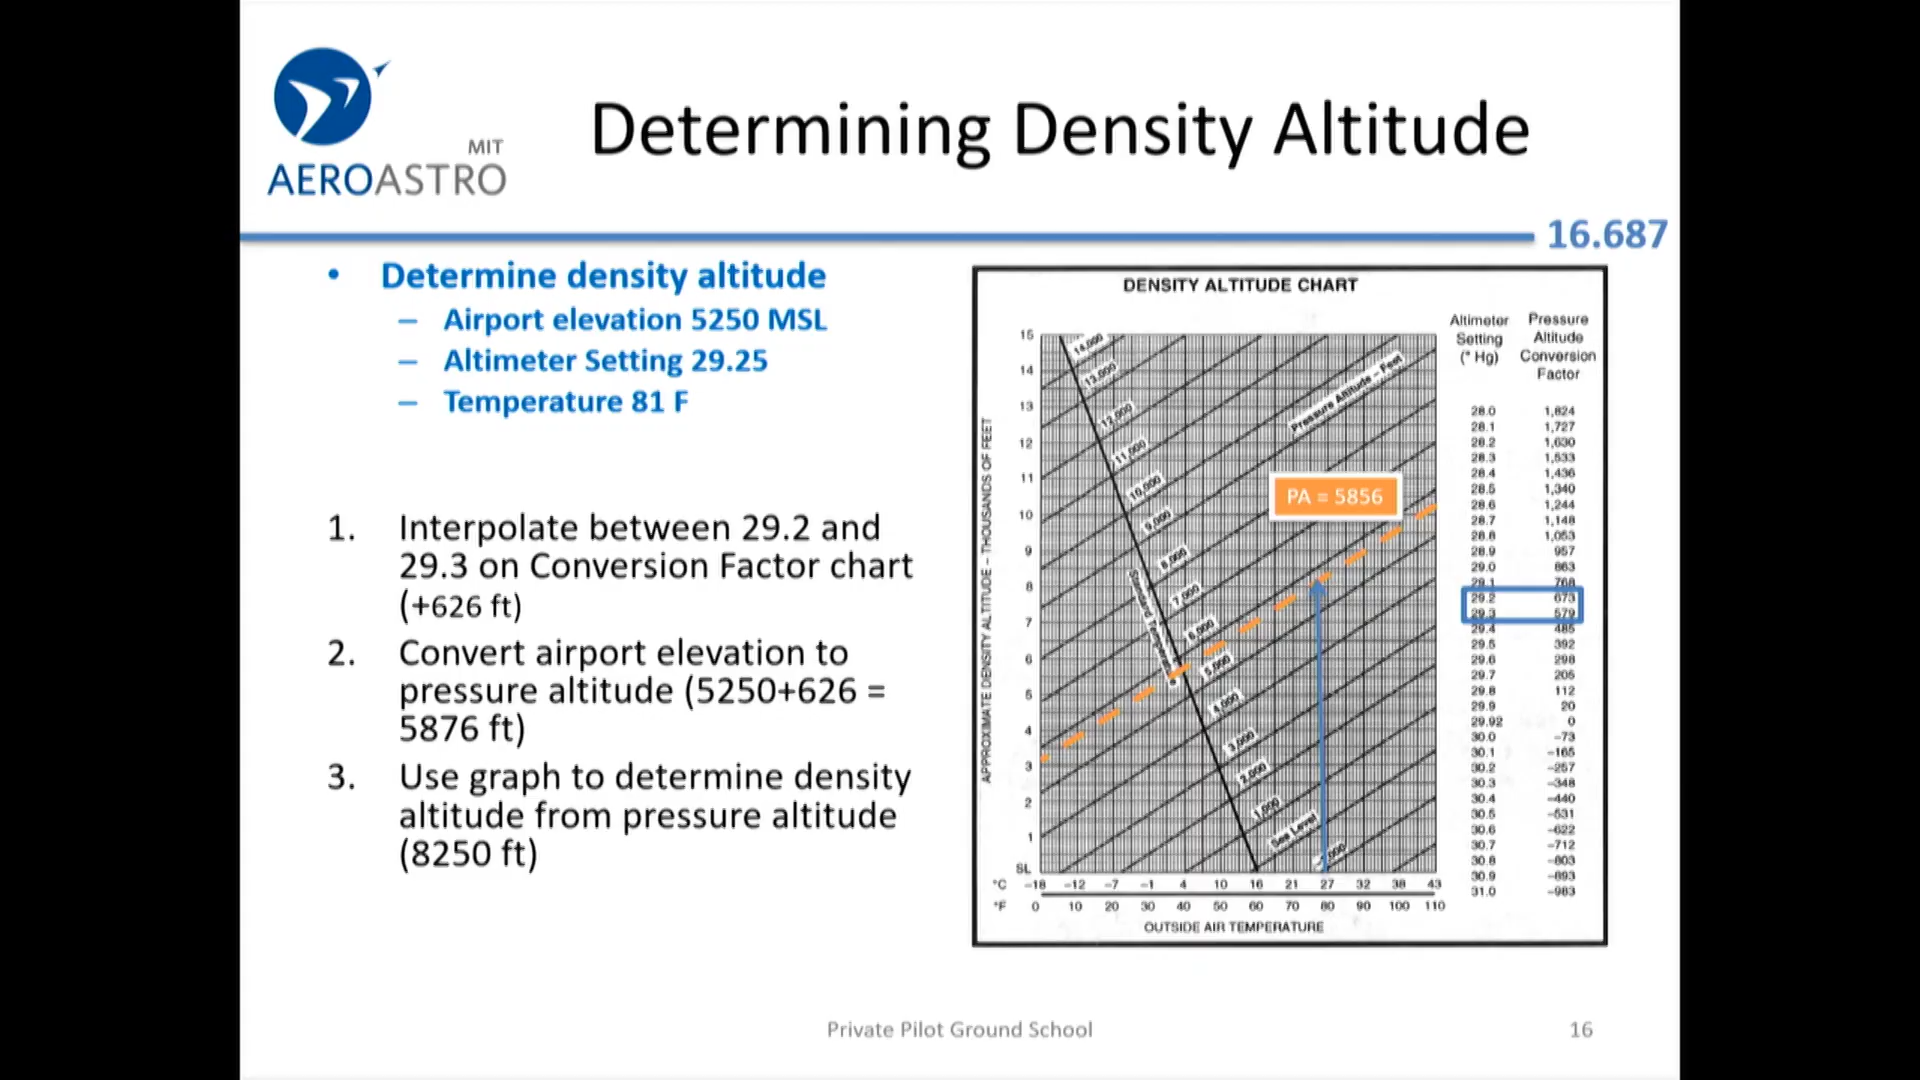 MIT
AEROASTRO
Determining Density Altitude
16.687
• Determine density altitude
– Airport elevation 5250 MSL
– Altimeter Setting 29.25
– Temperature 81 F
1. Interpolate between 29.2 and
29.3 on Conversion Factor chart
(+626 ft)
2. Convert airport elevation to
pressure altitude (5250+626 =
5876 ft)
3. Use graph to determine density
altitude from pressure altitude
(8250 ft)
DENSITY ALTITUDE CHART
APPROXIMATE DENSITY ALTITUDE – THOUSANDS OF FEET
15
14
13
12
11
10
9
8
7
6
5
4
3
2
1
SL
14,000
13,000
12,000
11,000
10,000
9,000
8,000
7,000
6,000
5,000
4,000
3,000
2,000
1,000
Sea Level
Pressure Altitude – Feet
PA = 5856
°C –18 –12 –7 –1 4 10 16 21 27 32 38 43
°F 0 10 20 30 40 50 60 70 80 90 100 110
OUTSIDE AIR TEMPERATURE
Altimeter Setting (" Hg) Pressure Altitude Conversion Factor
28.0 1,824
28.1 1,727
28.2 1,630
28.3 1,533
28.4 1,436
28.5 1,340
28.6 1,244
28.7 1,148
28.8 1,053
28.9 957
29.0 863
29.1 768
29.2 673
29.3 579
29.4 485
29.5 392
29.6 298
29.7 205
29.8 112
29.9 20
29.92 0
30.0 –73
30.1 –165
30.2 –257
30.3 –348
30.4 –440
30.5 –531
30.6 –622
30.7 –712
30.8 –803
30.9 –893
31.0 –983
Private Pilot Ground School
16